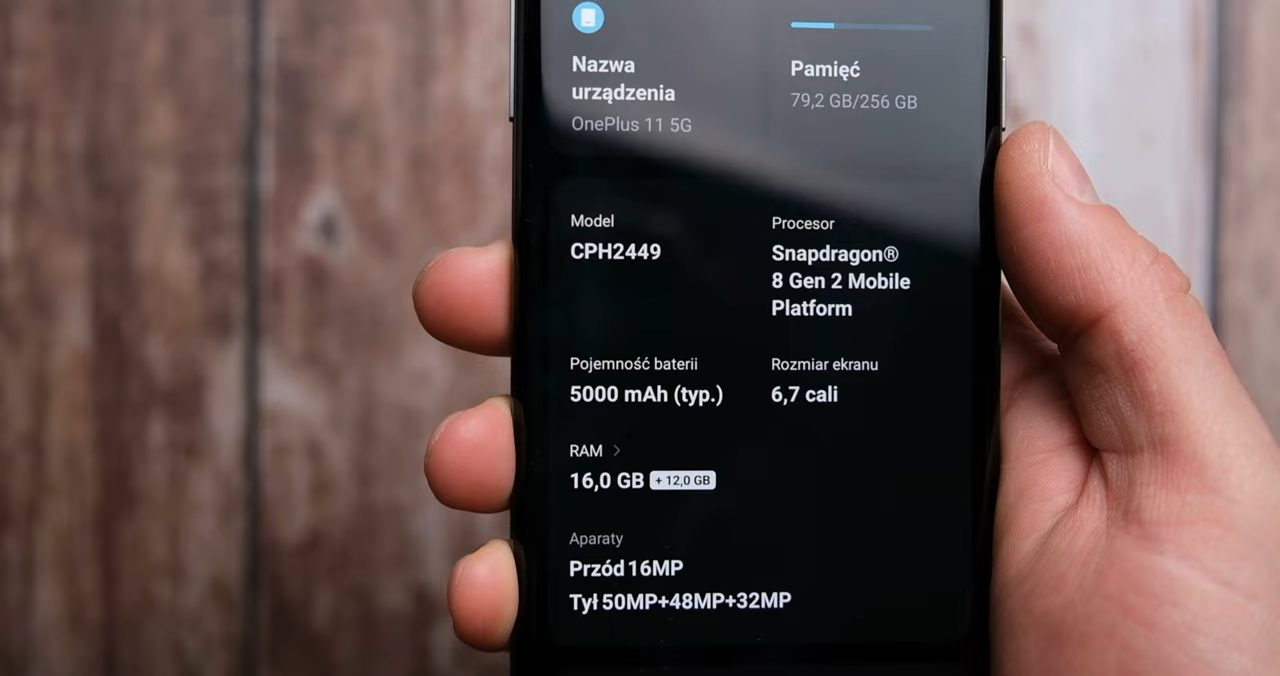 Nazwa
urządzenia
OnePlus 11 5G
Pamięć
79,2 GB/256 GB
Model
CPH2449
Procesor
Snapdragon®
8 Gen 2 Mobile
Platform
Pojemność baterii
5000 mAh (typ.)
Rozmiar ekranu
6,7 cali
RAM >
16,0 GB + 12,0 GB
Aparaty
Przód 16MP
Tył 50MP+48MP+32MP